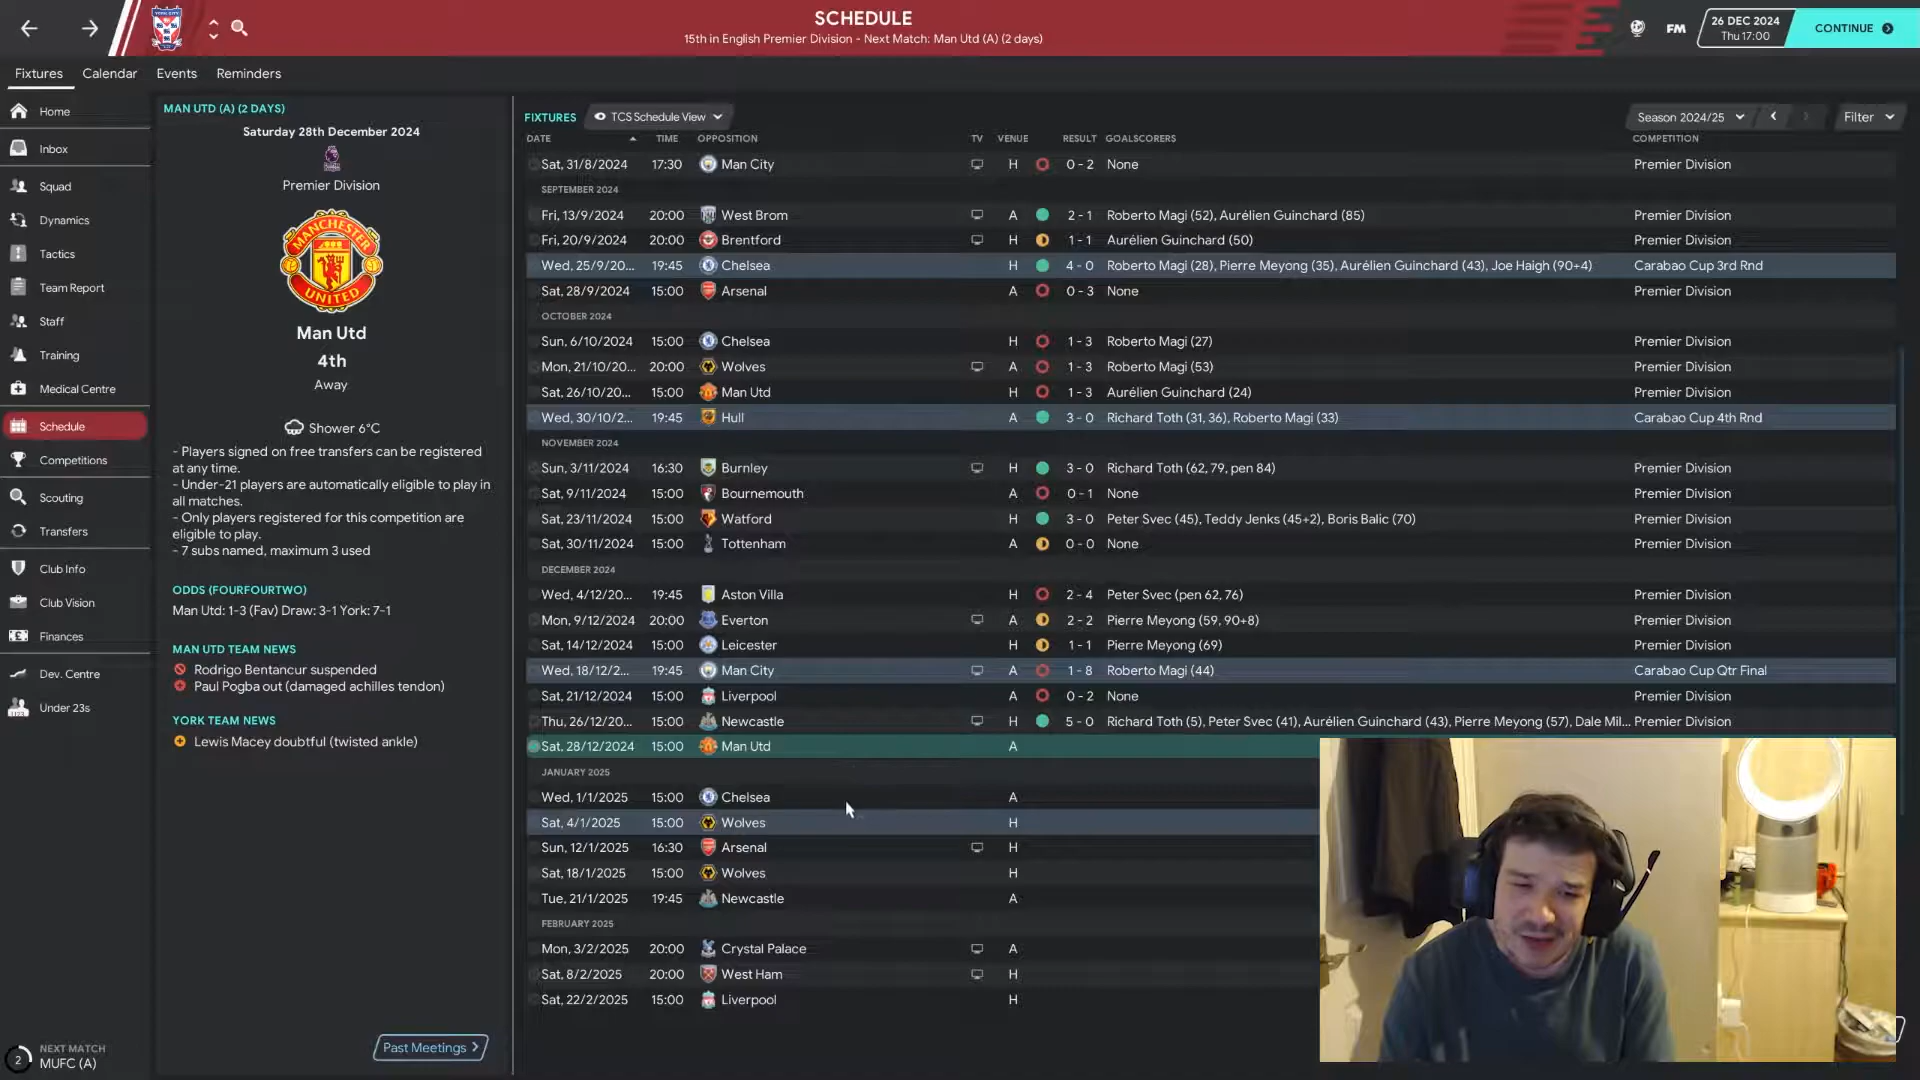 SCHEDULE
15th in English Premier Division - Next Match: Man Utd (A) (2 days)
FM
26 DEC 2024
Thu 17:00
CONTINUE
Fixtures
Calendar
Events
Reminders
Home
Inbox
Squad
Dynamics
Tactics
Team Report
Staff
Training
Medical Centre
Schedule
Competitions
Scouting
Transfers
Club Info
Club Vision
Finances
Dev. Centre
Under 23s
2
NEXT MATCH
MUFC (A)
MAN UTD (A) (2 DAYS)
Saturday 28th December 2024
Premier Division
MANCHESTER
UNITED
Man Utd
4th
Away
Shower 6°C
- Players signed on free transfers can be registered
at any time.
- Under-21 players are automatically eligible to play in
all matches.
- Only players registered for this competition are
eligible to play.
- 7 subs named, maximum 3 used
ODDS (FOURFOURTWO)
Man Utd: 1-3 (Fav) Draw: 3-1 York: 7-1
MAN UTD TEAM NEWS
Rodrigo Bentancur suspended
Paul Pogba out (damaged achilles tendon)
YORK TEAM NEWS
Lewis Macey doubtful (twisted ankle)
Past Meetings
FIXTURES
TCS Schedule View
Season 2024/25
Filter
DATE TIME OPPOSITION TV VENUE RESULT GOALSCORERS COMPETITION
Sat, 31/8/2024 17:30 Man City H 0 - 2 None Premier Division
SEPTEMBER 2024
Fri, 13/9/2024 20:00 West Brom A 2 - 1 Roberto Magi (52), Aurélien Guinchard (85) Premier Division
Fri, 20/9/2024 20:00 Brentford H 1 - 1 Aurélien Guinchard (50) Premier Division
Wed, 25/9/20... 19:45 Chelsea H 4 - 0 Roberto Magi (28), Pierre Meyong (35), Aurélien Guinchard (43), Joe Haigh (90+4) Carabao Cup 3rd Rnd
Sat, 28/9/2024 15:00 Arsenal A 0 - 3 None Premier Division
OCTOBER 2024
Sun, 6/10/2024 15:00 Chelsea H 1 - 3 Roberto Magi (27) Premier Division
Mon, 21/10/20... 20:00 Wolves A 1 - 3 Roberto Magi (53) Premier Division
Sat, 26/10/20... 15:00 Man Utd H 1 - 3 Aurélien Guinchard (24) Premier Division
Wed, 30/10/2... 19:45 Hull A 3 - 0 Richard Toth (31, 36), Roberto Magi (33) Carabao Cup 4th Rnd
NOVEMBER 2024
Sun, 3/11/2024 16:30 Burnley H 3 - 0 Richard Toth (62, 79, pen 84) Premier Division
Sat, 9/11/2024 15:00 Bournemouth A 0 - 1 None Premier Division
Sat, 23/11/2024 15:00 Watford H 3 - 0 Peter Svec (45), Teddy Jenks (45+2), Boris Balic (70) Premier Division
Sat, 30/11/2024 15:00 Tottenham A 0 - 0 None Premier Division
DECEMBER 2024
Wed, 4/12/20... 19:45 Aston Villa H 2 - 4 Peter Svec (pen 62, 76) Premier Division
Mon, 9/12/2024 20:00 Everton A 2 - 2 Pierre Meyong (59, 90+8) Premier Division
Sat, 14/12/2024 15:00 Leicester H 1 - 1 Pierre Meyong (69) Premier Division
Wed, 18/12/2... 19:45 Man City A 1 - 8 Roberto Magi (44) Carabao Cup Qtr Final
Sat, 21/12/2024 15:00 Liverpool A 0 - 2 None Premier Division
Thu, 26/12/20... 15:00 Newcastle H 5 - 0 Richard Toth (5), Peter Svec (41), Aurélien Guinchard (43), Pierre Meyong (57), Dale Mil... Premier Division
Sat, 28/12/2024 15:00 Man Utd A
JANUARY 2025
Wed, 1/1/2025 15:00 Chelsea A
Sat, 4/1/2025 15:00 Wolves H
Sun, 12/1/2025 16:30 Arsenal H
Sat, 18/1/2025 15:00 Wolves H
Tue, 21/1/2025 19:45 Newcastle A
FEBRUARY 2025
Mon, 3/2/2025 20:00 Crystal Palace A
Sat, 8/2/2025 20:00 West Ham H
Sat, 22/2/2025 15:00 Liverpool H